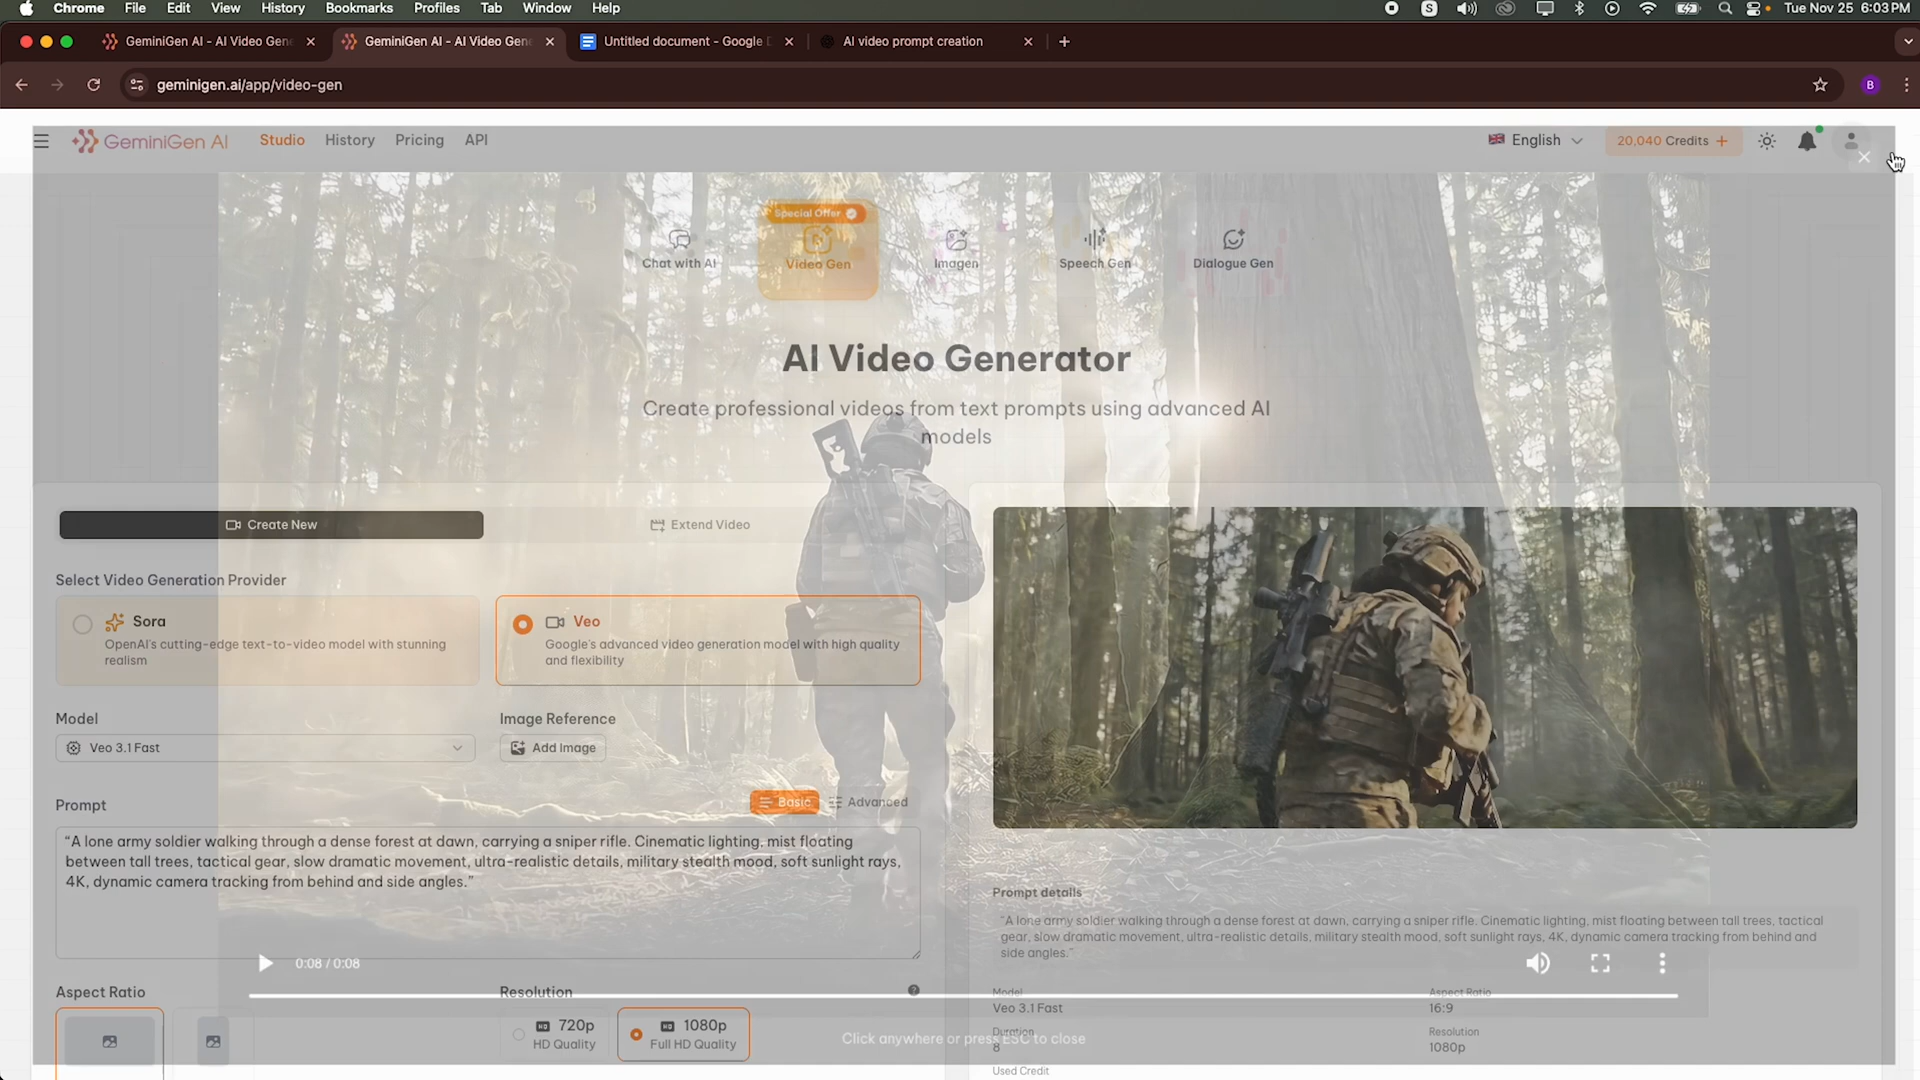 Chrome File Edit View History Bookmarks Profiles Tab Window Help
Tue Nov 25 6:03 PM
GeminiGen AI - AI Video Gen
GeminiGen AI - AI Video Gen
Untitled document - Google D
AI video prompt creation
geminigen.ai/app/video-gen
B
GeminiGen AI
Studio History Pricing API
English
20,040 Credits +
Special Offer
Chat with AI
Video Gen
Imagen
Speech Gen
Dialogue Gen
AI Video Generator
Create professional videos from text prompts using advanced AI
models
Create New
Extend Video
Select Video Generation Provider
Sora
OpenAI's cutting-edge text-to-video model with stunning
realism
Veo
Google's advanced video generation model with high quality
and flexibility
Model
Veo 3.1 Fast
Image Reference
Add Image
Prompt
Basic
Advanced
“A lone army soldier walking through a dense forest at dawn, carrying a sniper rifle. Cinematic lighting, mist floating
between tall trees, tactical gear, slow dramatic movement, ultra-realistic details, military stealth mood, soft sunlight rays,
4K, dynamic camera tracking from behind and side angles.”
0:08 / 0:08
Aspect Ratio
Resolution
720p
HD Quality
1080p
Full HD Quality
Prompt details
“A lone army soldier walking through a dense forest at dawn, carrying a sniper rifle. Cinematic lighting, mist floating between tall trees, tactical
gear, slow dramatic movement, ultra-realistic details, military stealth mood, soft sunlight rays, 4K, dynamic camera tracking from behind and
side angles.”
Model
Veo 3.1 Fast
Aspect Ratio
16:9
Duration
8
Resolution
1080p
Used Credit
Click anywhere or press ESC to close